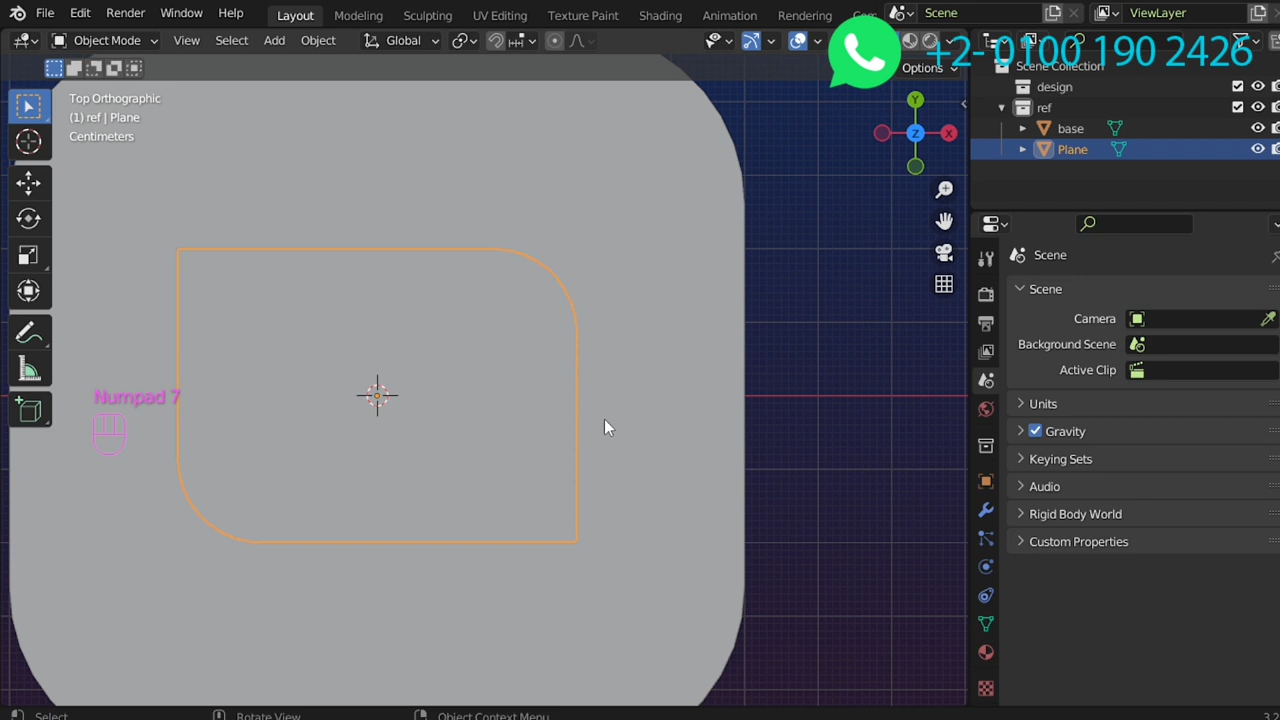 File Edit Render Window Help Layout Modeling Sculpting UV Editing Texture Paint Shading Animation Rendering Scene ViewLayer
Object Mode View Select Add Object Global
+2- 0100 190 2426
Options
Scene Collection
design
ref
base
Plane
Top Orthographic
(1) ref | Plane
Centimeters
Y
X
Z
Numpad 7
Scene
Scene
Camera
Background Scene
Active Clip
Units
Gravity
Keying Sets
Audio
Rigid Body World
Custom Properties
Select Rotate View Object Context Menu